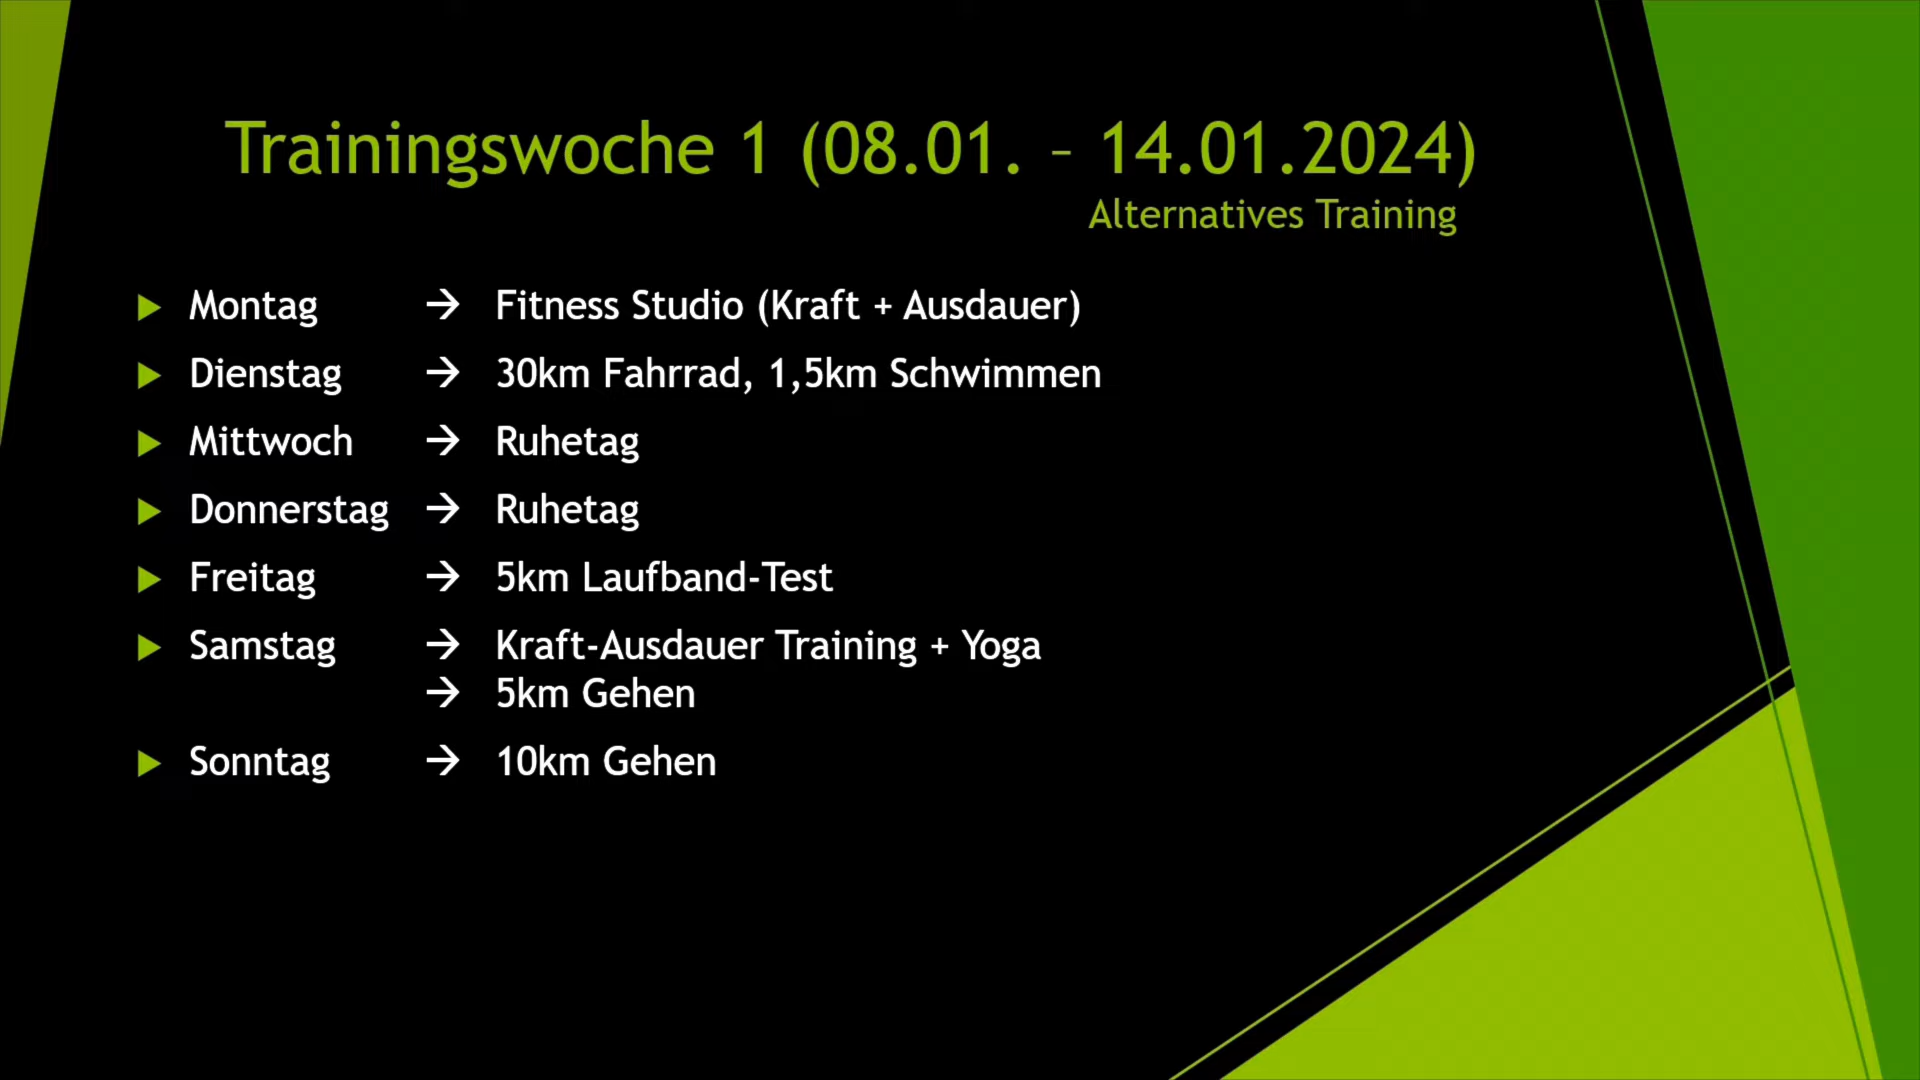 Trainingswoche 1 (08.01. – 14.01.2024)
Alternatives Training
Montag → Fitness Studio (Kraft + Ausdauer)
Dienstag → 30km Fahrrad, 1,5km Schwimmen
Mittwoch → Ruhetag
Donnerstag → Ruhetag
Freitag → 5km Laufband-Test
Samstag → Kraft-Ausdauer Training + Yoga
→ 5km Gehen
Sonntag → 10km Gehen